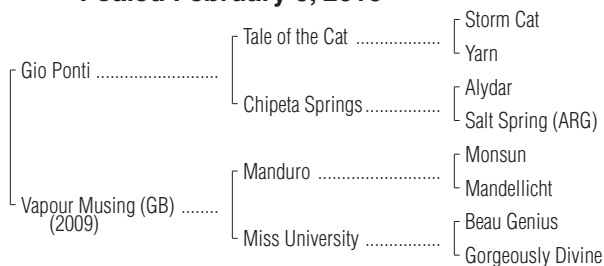 Foaled February
Storm Cat
Tale of the Cat ..................
Yarn
Gio Ponti ..........................
Alydar
Chipeta Springs ...............
Salt Spring (ARG)
Monsun
Manduro ..........................
Mandellicht
Vapour Musing (GB) ........
(2009)
Beau Genius
Miss University ................
Gorgeously Divine